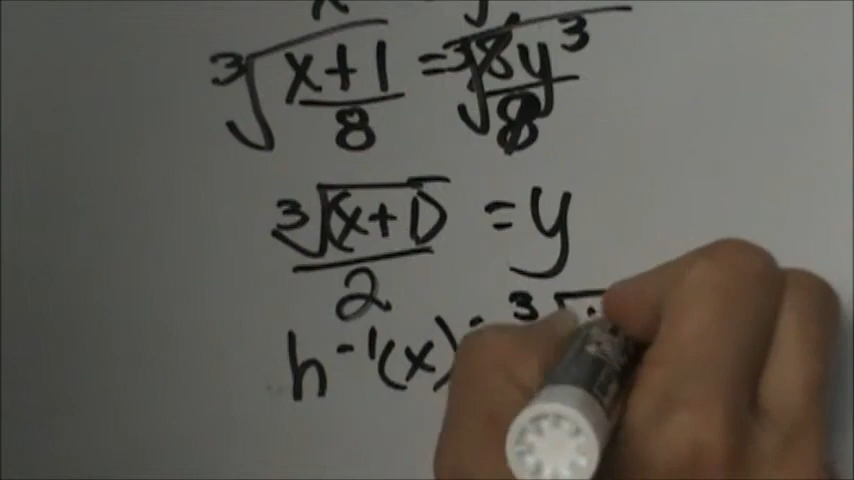 ∛((x+1)/8) = ∛(8y³/8)
∛(x+1)/2 = y
h⁻¹(x) = ∛